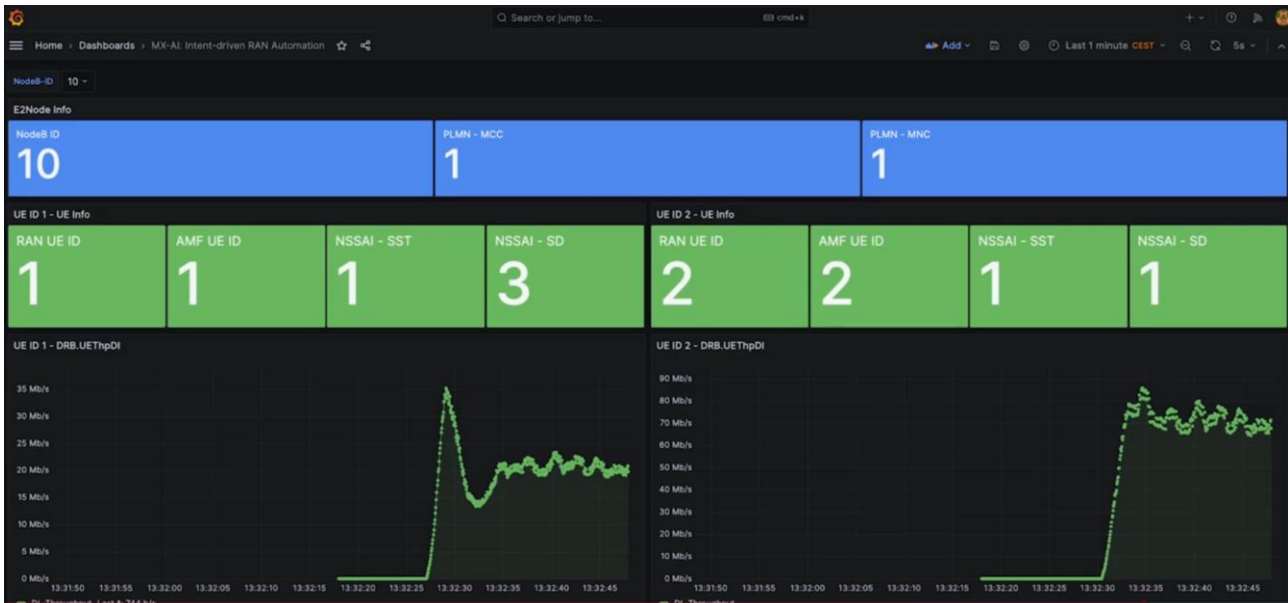 Search or jump to... cmd+k
Home › Dashboards › MX-AI: Intent-driven RAN Automation Add Last 1 minute CEST 5s
NodeB-ID 10
E2Node Info
NodeB ID PLMN - MCC PLMN - MNC
10 1 1
UE ID 1 - UE Info UE ID 2 - UE Info
RAN UE ID AMF UE ID NSSAI - SST NSSAI - SD RAN UE ID AMF UE ID NSSAI - SST NSSAI - SD
1 1 1 3 2 2 1 1
UE ID 1 - DRB.UEThpDl UE ID 2 - DRB.UEThpDl
35 Mb/s
30 Mb/s
25 Mb/s
20 Mb/s
15 Mb/s
10 Mb/s
5 Mb/s
0 Mb/s
13:31:50 13:31:55 13:32:00 13:32:05 13:32:10 13:32:15 13:32:20 13:32:25 13:32:30 13:32:35 13:32:40 13:32:45
90 Mb/s
80 Mb/s
70 Mb/s
60 Mb/s
50 Mb/s
40 Mb/s
30 Mb/s
20 Mb/s
10 Mb/s
0 Mb/s
13:31:50 13:31:55 13:32:00 13:32:05 13:32:10 13:32:15 13:32:20 13:32:25 13:32:30 13:32:35 13:32:40 13:32:45